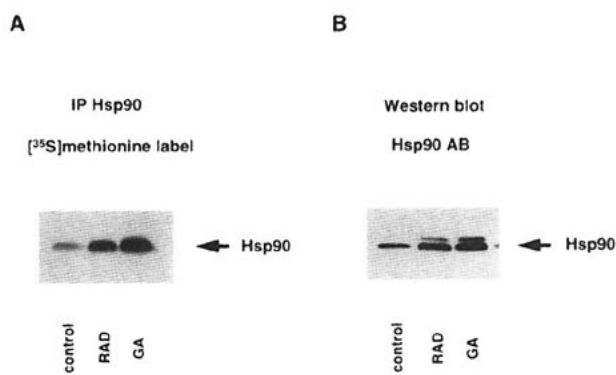 A
IP Hsp90
[³⁵S]methionine label
Hsp90
control
RAD
GA
B
Western blot
Hsp90 AB
Hsp90
control
RAD
GA